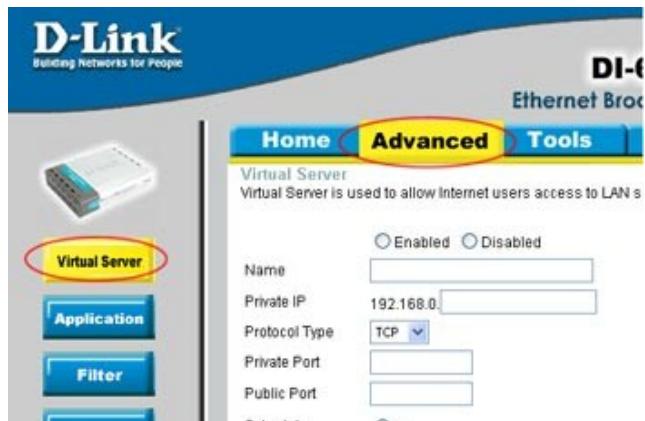 D-Link
Building Networks for People
DI-6
Ethernet Broa
Home Advanced Tools
Virtual Server
Virtual Server is used to allow Internet users access to LAN s
Enabled Disabled
Name
Private IP 192.168.0.
Protocol Type TCP
Private Port
Public Port
Virtual Server
Application
Filter